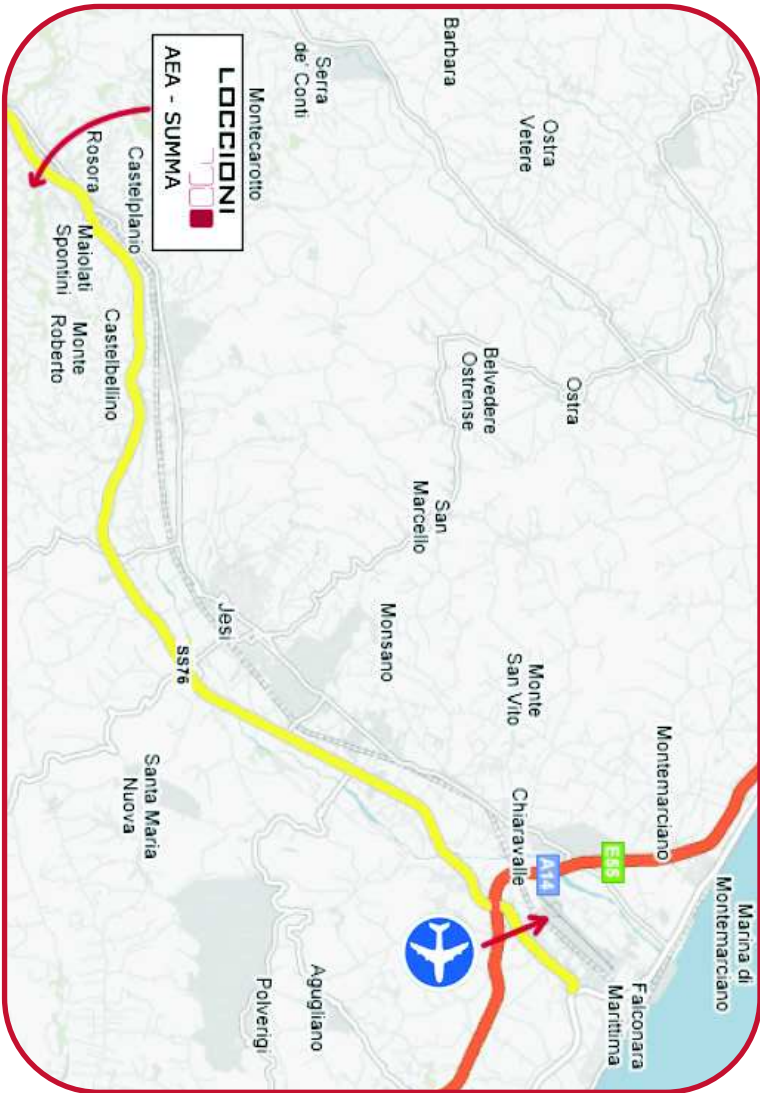 Marina di
Montemarciano
Montemarciano
Falconara
Marittima
E55
Ostra
A14
Ostra
Vetere
Monte
San Vito
Chiaravalle
Belvedere
Ostrense
Barbara
San
Marcello
Monsano
Serra
de' Conti
Agugliano
Polverigi
Montecarotto
LOCCIONI
AEA - SUMMA
Jesi
SS76
Santa Maria
Nuova
Castelplanio
Castelbellino
Rosora
Maiolati
Spontini
Monte
Roberto